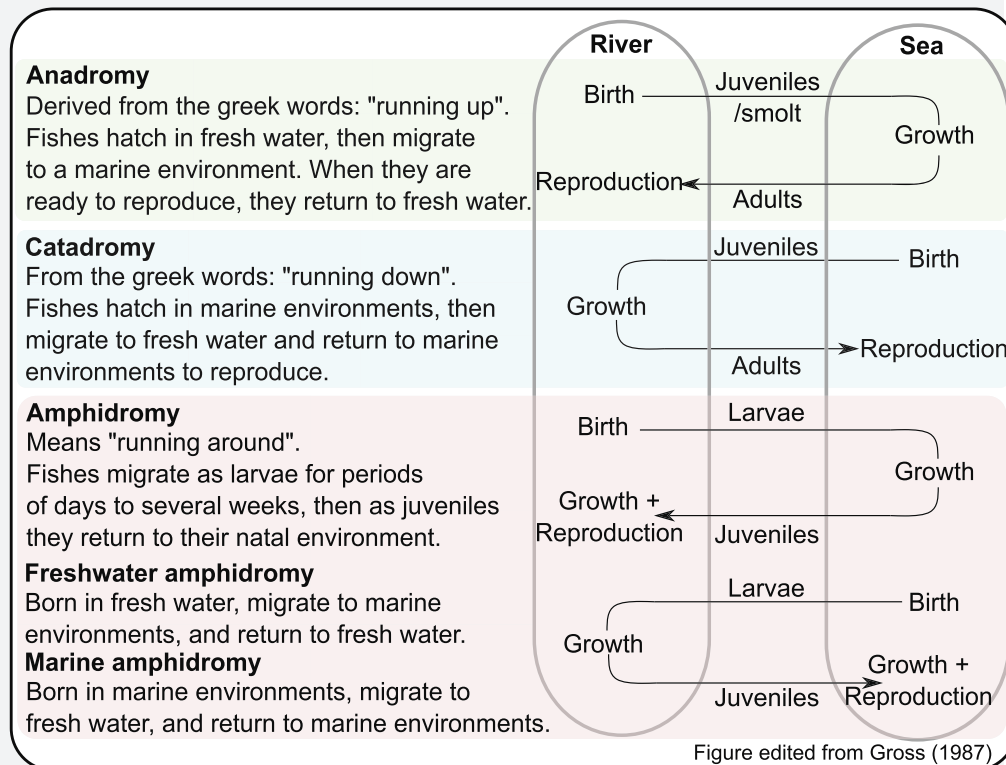 River
Sea
Anadromy
Derived from the greek words: "running up".
Fishes hatch in fresh water, then migrate
to a marine environment. When they are
ready to reproduce, they return to fresh water.
Birth
Juveniles
/smolt
Growth
Reproduction
Adults
Catadromy
From the greek words: "running down".
Fishes hatch in marine environments, then
migrate to fresh water and return to marine
environments to reproduce.
Juveniles
Birth
Growth
Adults
Reproduction
Amphidromy
Means "running around".
Fishes migrate as larvae for periods
of days to several weeks, then as juveniles
they return to their natal environment.
Birth
Larvae
Growth
Growth +
Reproduction
Juveniles
Freshwater amphidromy
Born in fresh water, migrate to marine
environments, and return to fresh water.
Marine amphidromy
Born in marine environments, migrate to
fresh water, and return to marine environments.
Larvae
Birth
Growth
Juveniles
Growth +
Reproduction
Figure edited from Gross (1987)